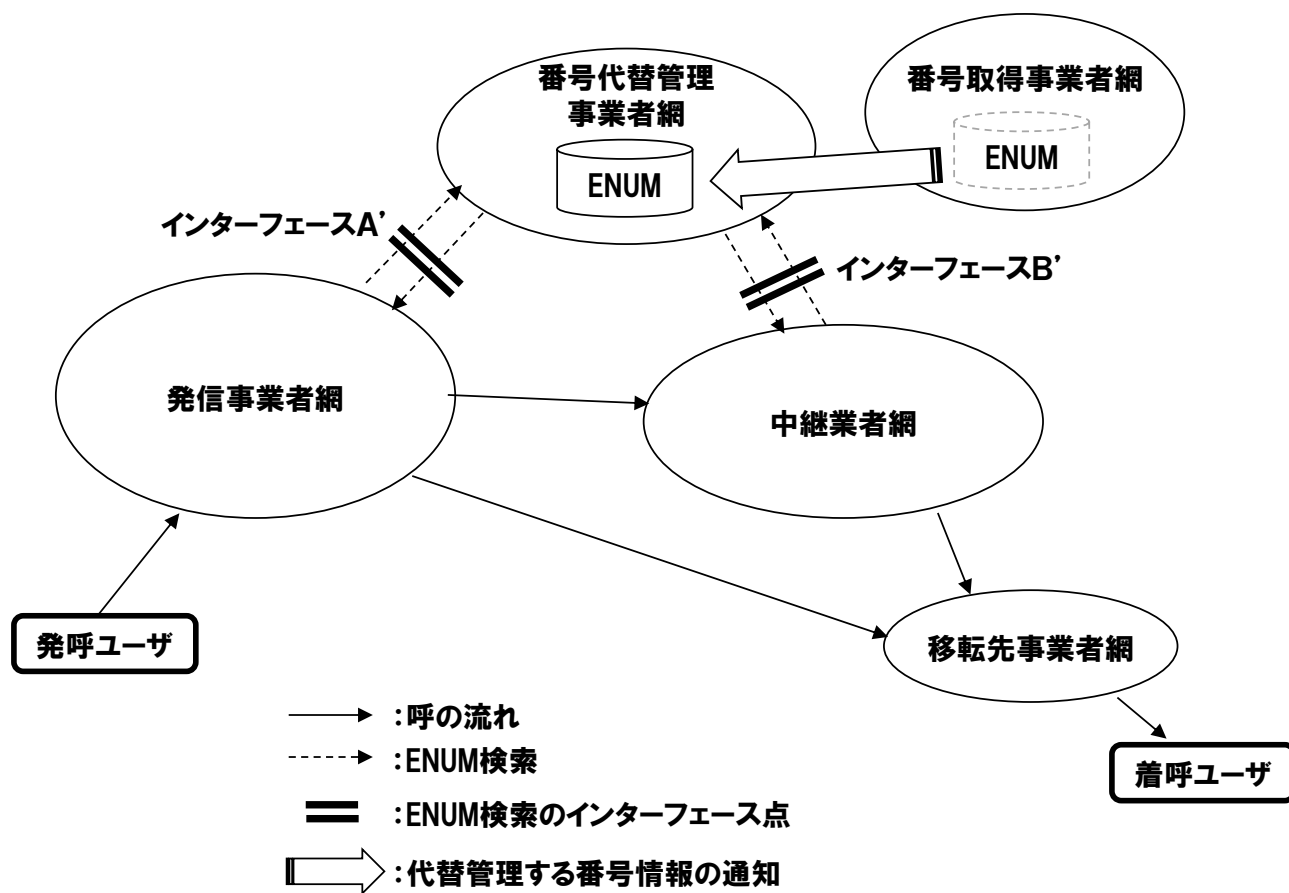 番号代替管理
事業者網
ENUM
番号取得事業者網
ENUM
インターフェースA’
インターフェースB’
発信事業者網
中継業者網
発呼ユーザ
移転先事業者網
着呼ユーザ
:呼の流れ
:ENUM検索
:ENUM検索のインターフェース点
:代替管理する番号情報の通知